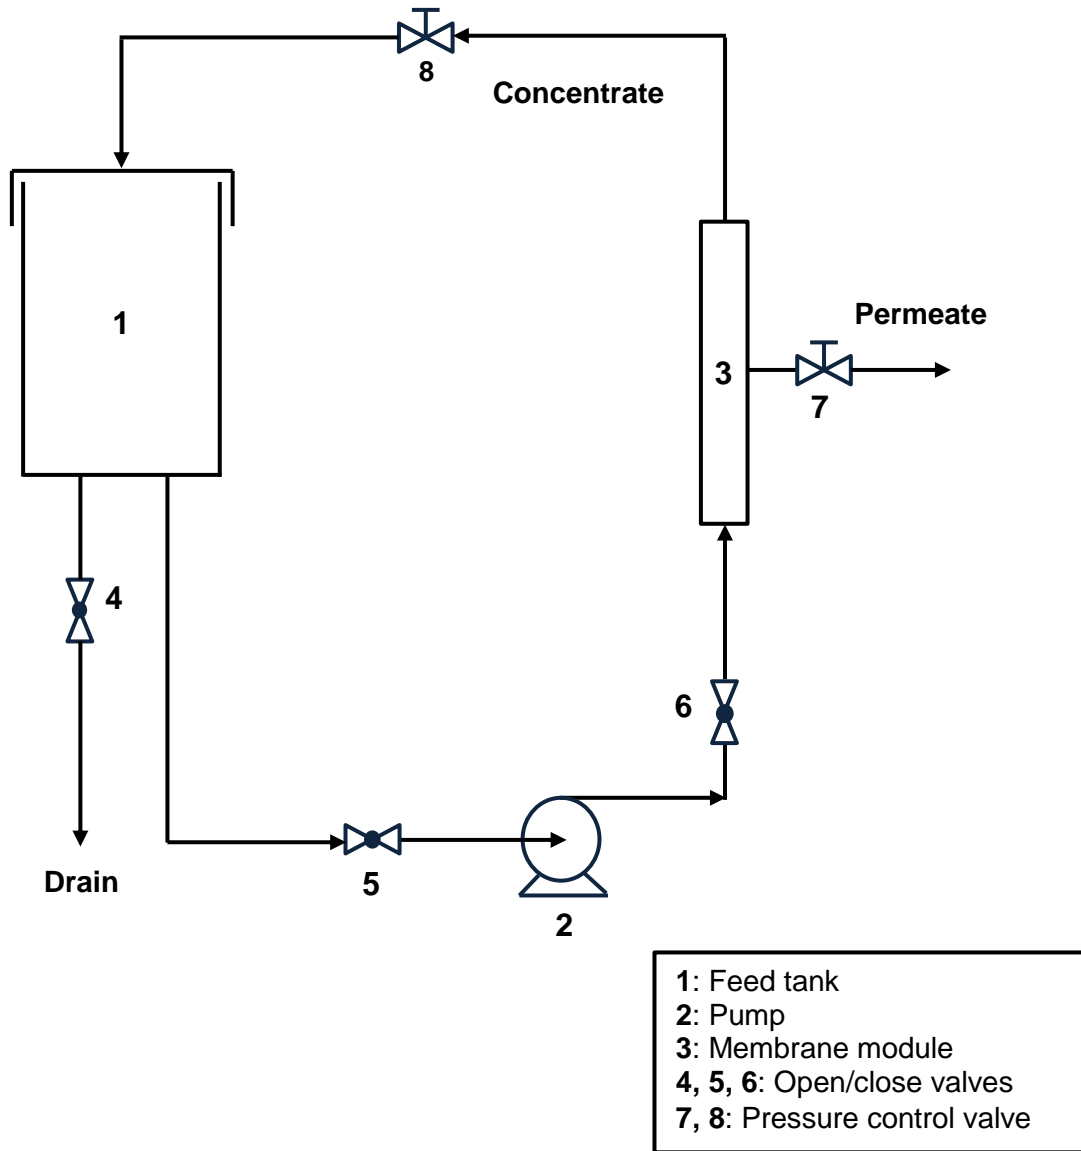 8
Concentrate
1
Permeate
3
7
4
6
Drain
5
2
1: Feed tank
2: Pump
3: Membrane module
4, 5, 6: Open/close valves
7, 8: Pressure control valve